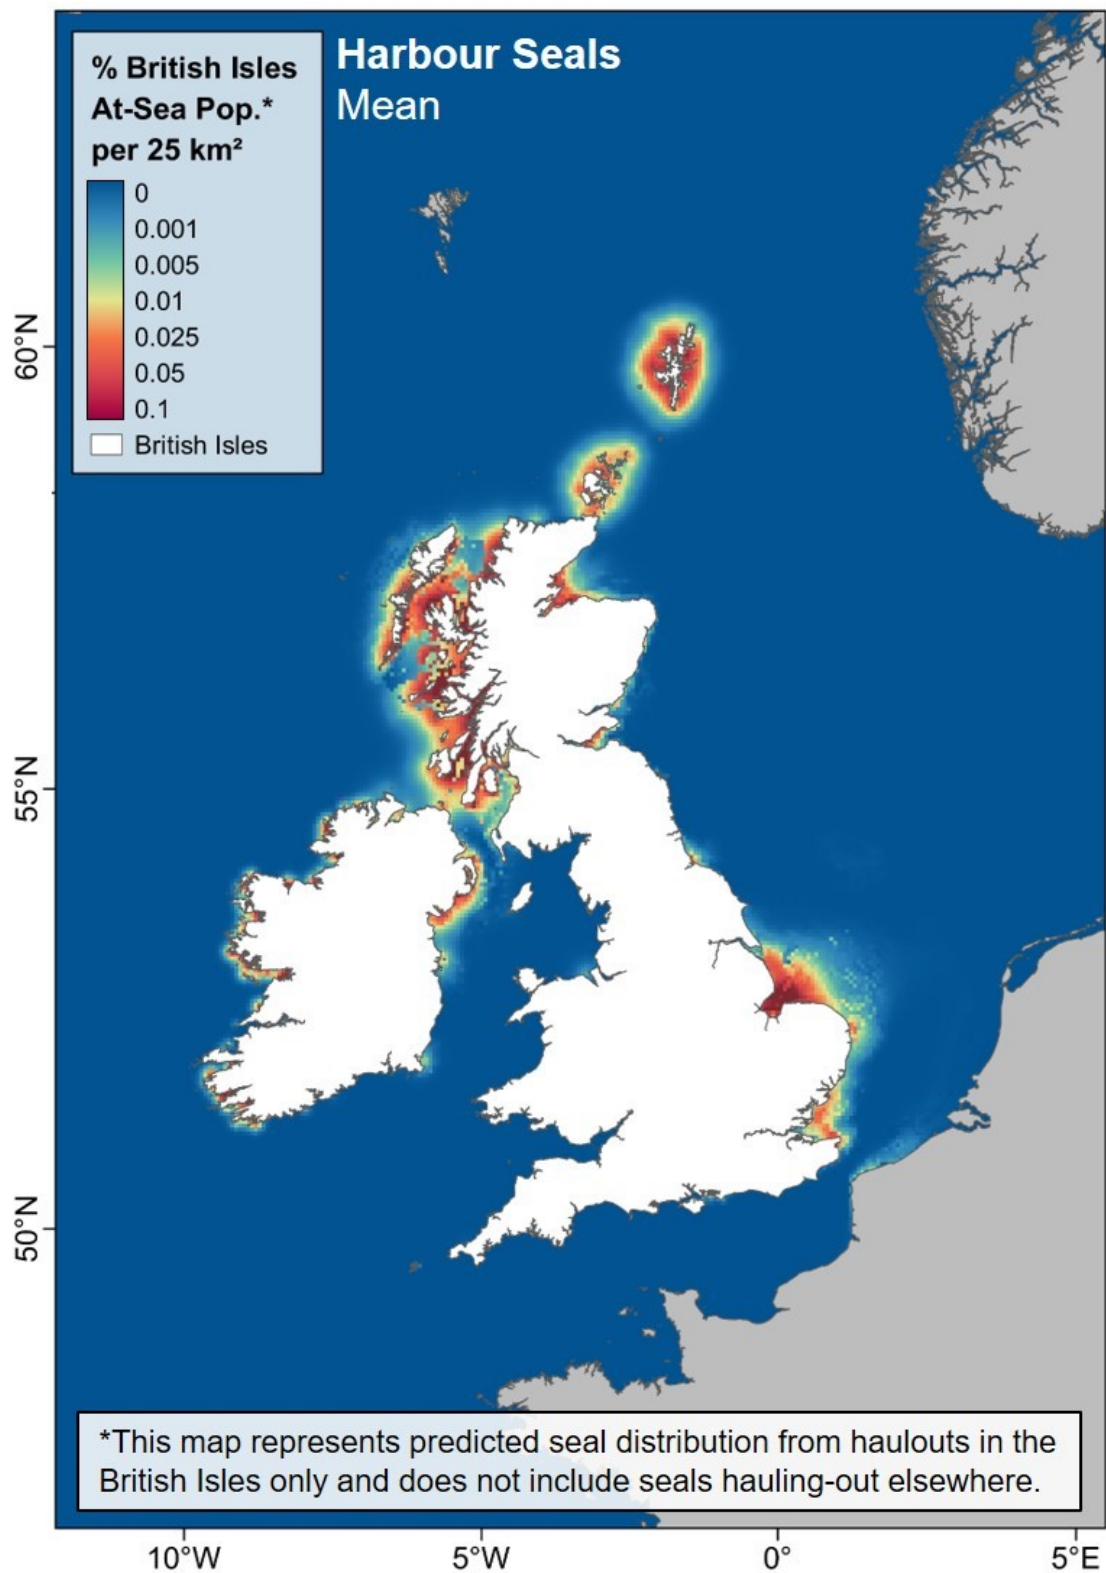 Harbour Seals
Mean
% British Isles
At-Sea Pop.*
per 25 km²
0
0.001
0.005
0.01
0.025
0.05
0.1
British Isles
60°N
55°N
50°N
*This map represents predicted seal distribution from haulouts in the
British Isles only and does not include seals hauling-out elsewhere.
10°W
5°W
0°
5°E